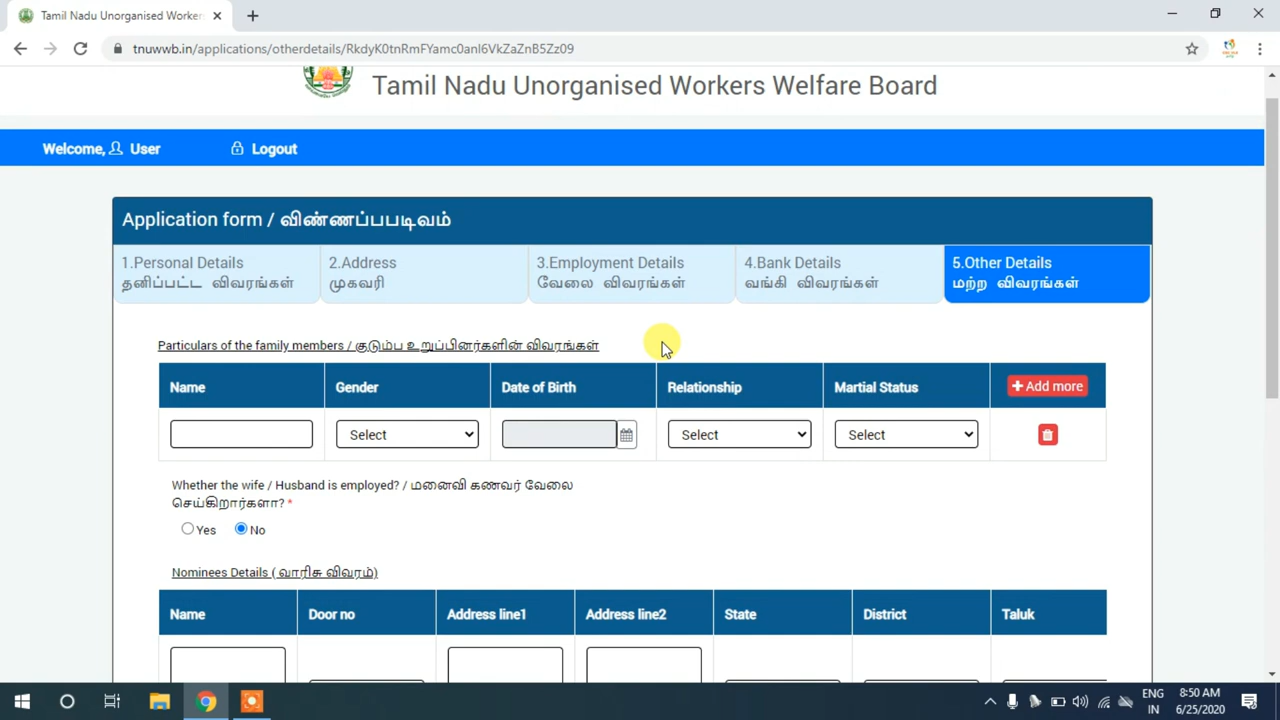 Tamil Nadu Unorganised Worker
tnuwwb.in/applications/otherdetails/RkdyK0tnRmFYamc0anl6VkZaZnB5Zz09
Tamil Nadu Unorganised Workers Welfare Board
Welcome, User Logout
Application form / விண்ணப்பபடிவம்
1.Personal Details 2.Address 3.Employment Details 4.Bank Details 5.Other Details
தனிப்பட்ட விவரங்கள் முகவரி வேலை விவரங்கள் வங்கி விவரங்கள் மற்ற விவரங்கள்
Particulars of the family members / குடும்ப உறுப்பினர்களின் விவரங்கள்
Name Gender Date of Birth Relationship Martial Status Add more
Select Select Select
Whether the wife / Husband is employed? / மனைவி கணவர் வேலை
செய்கிறார்களா? *
Yes No
Nominees Details ( வாரிசு விவரம்)
Name Door no Address line1 Address line2 State District Taluk
ENG 8:50 AM
IN 6/25/2020